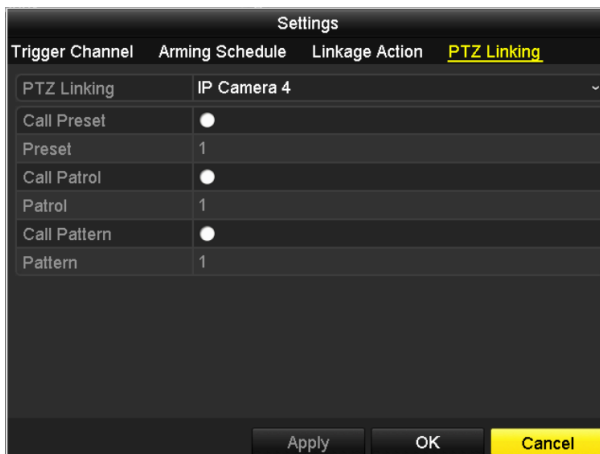 Settings
Trigger Channel Arming Schedule Linkage Action PTZ Linking
PTZ Linking IP Camera 4
Call Preset
Preset 1
Call Patrol
Patrol 1
Call Pattern
Pattern 1
Apply OK Cancel